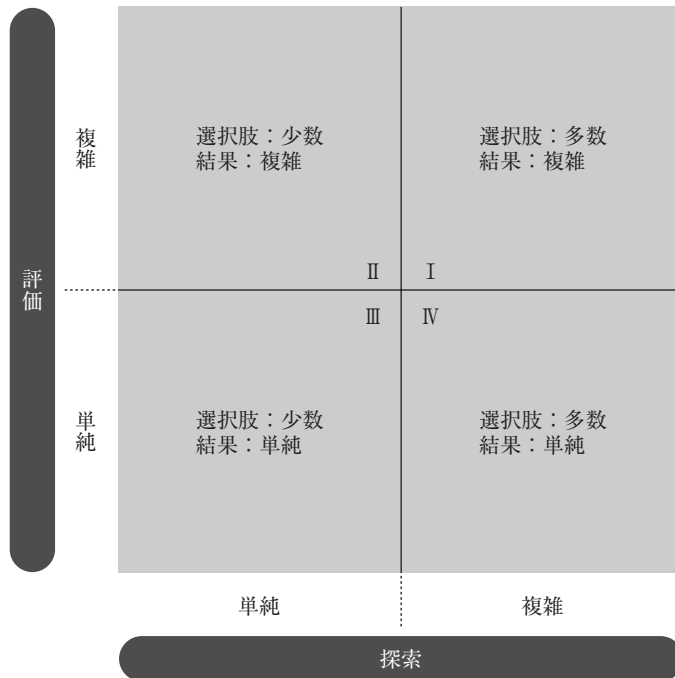 複雑
選択肢：少数
結果：複雑
選択肢：多数
結果：複雑
Ⅱ
Ⅰ
評価
Ⅲ
Ⅳ
単純
選択肢：少数
結果：単純
選択肢：多数
結果：単純
単純
複雑
探索